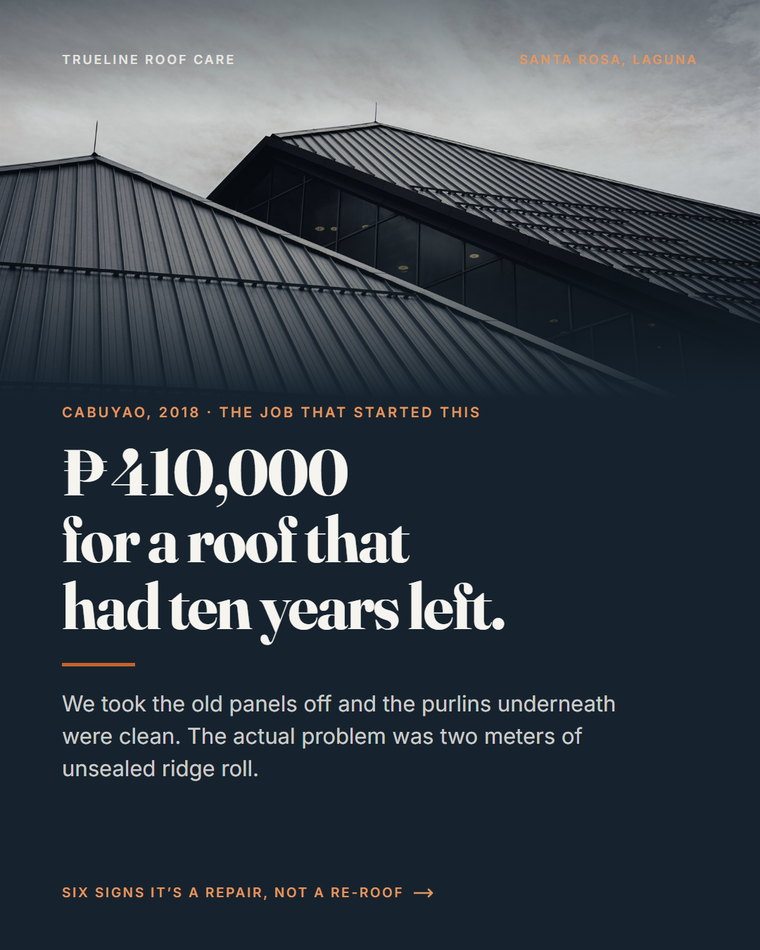 TRUELINE ROOF CARE
SANTA ROSA, LAGUNA
CABUYAO, 2018 · THE JOB THAT STARTED THIS
₱410,000
for a roof that
had ten years left.
We took the old panels off and the purlins underneath
were clean. The actual problem was two meters of
unsealed ridge roll.
SIX SIGNS IT’S A REPAIR, NOT A RE-ROOF →